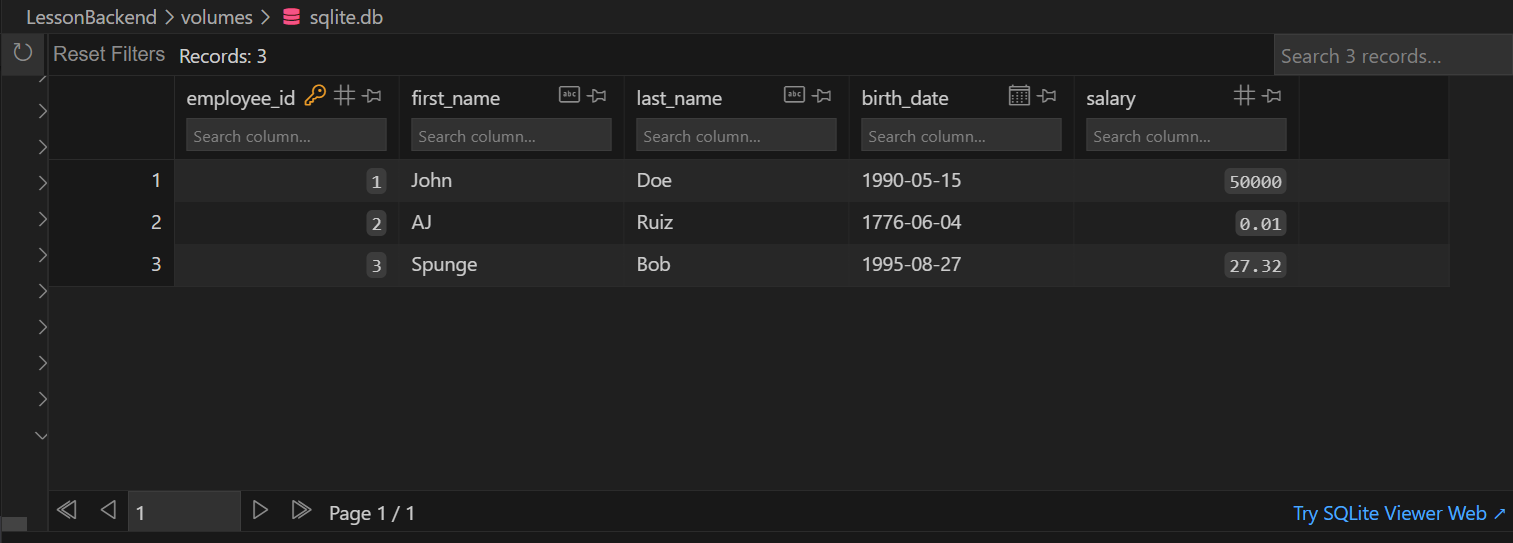 LessonBackend > volumes > sqlite.db
Reset Filters Records: 3 Search 3 records...
employee_id first_name last_name birth_date salary
Search column... Search column... Search column... Search column... Search column...
1 1 John Doe 1990-05-15 50000
2 2 AJ Ruiz 1776-06-04 0.01
3 3 Spunge Bob 1995-08-27 27.32
1 Page 1 / 1 Try SQLite Viewer Web ↗